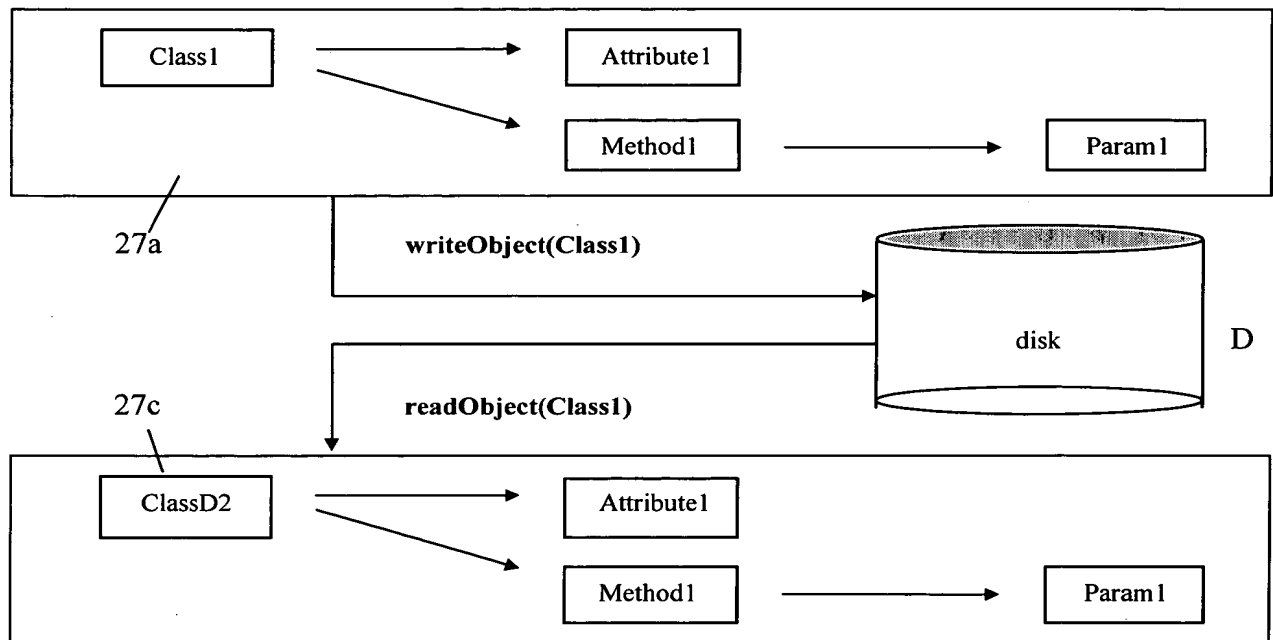 Class1
Attribute1
Method1
Param1
27a
writeObject(Class1)
disk
D
27c
readObject(Class1)
ClassD2
Attribute1
Method1
Param1